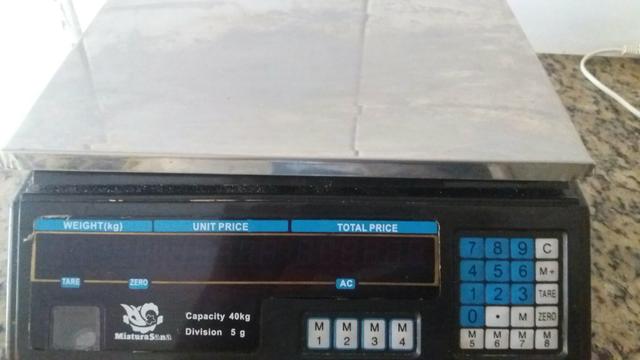 WEIGHT(kg) UNIT PRICE TOTAL PRICE
TARE ZERO AC
MisturaSana
Capacity 40kg
Division 5 g
M 1 M 2 M 3 M 4
7 8 9 C
4 5 6 M+
1 2 3 TARE
0 • M ZERO
M 5 M 6 M 7 M 8